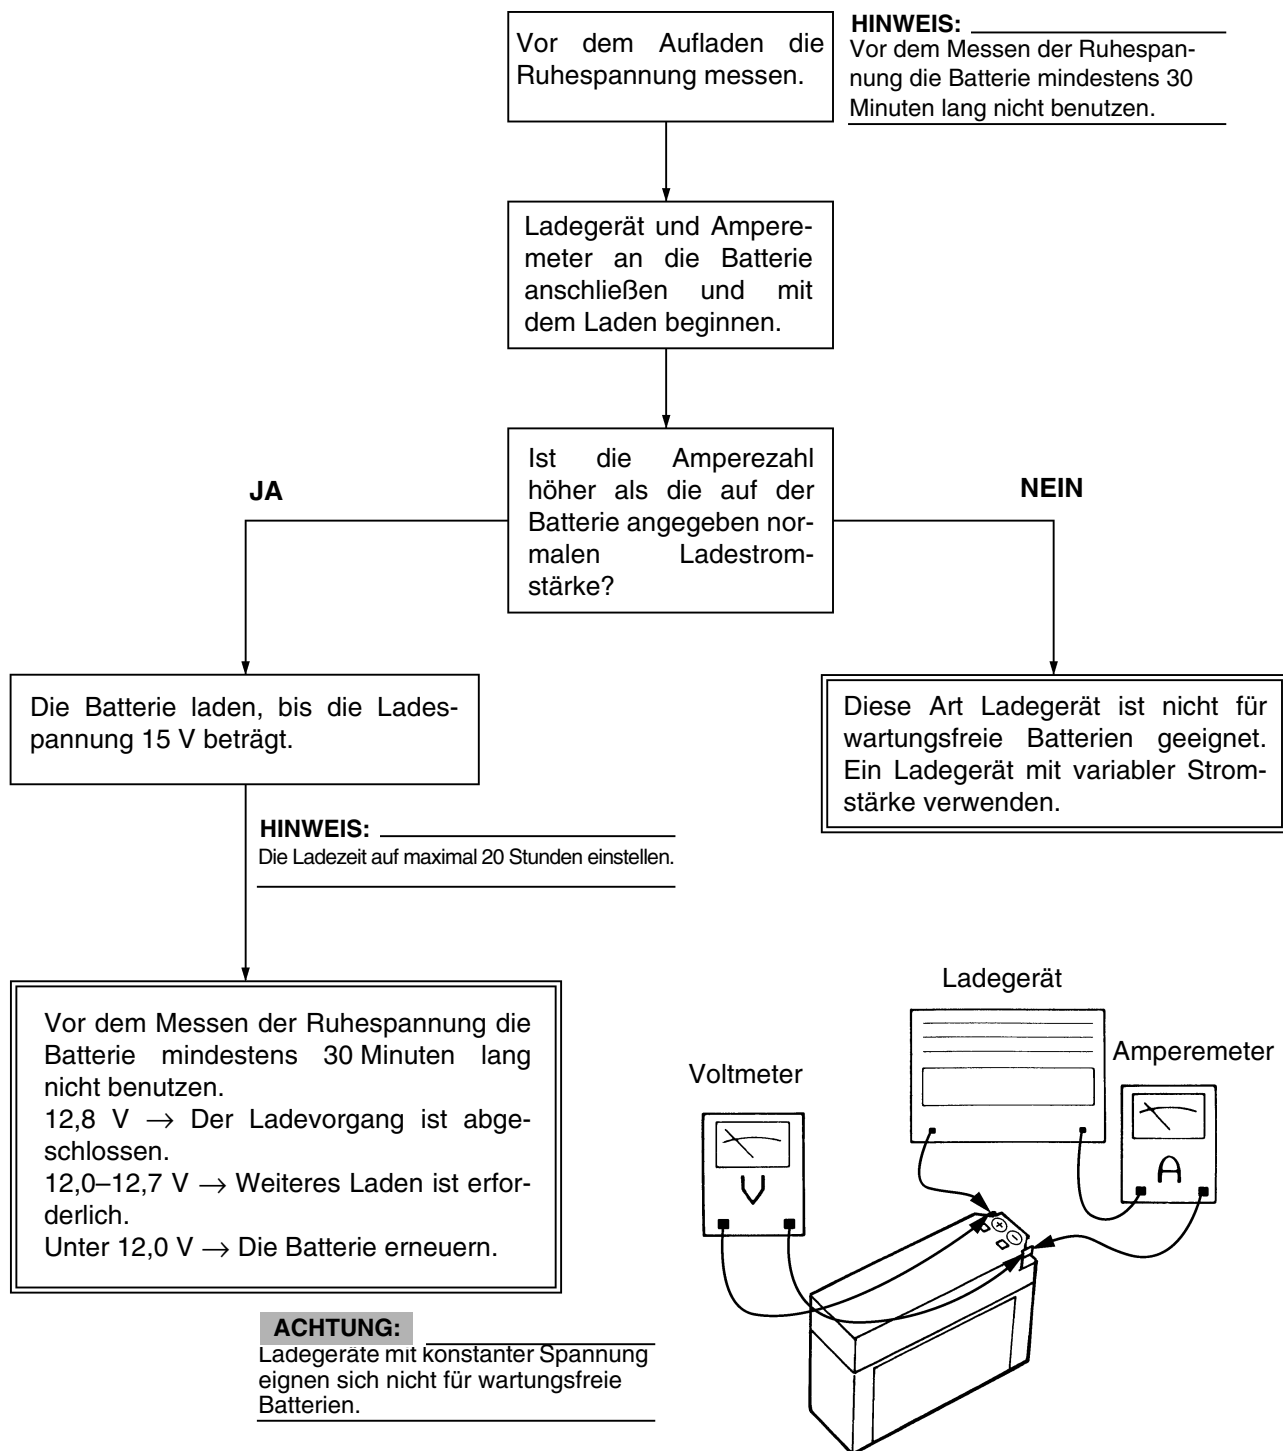 Vor dem Aufladen die
Ruhespannung messen.
HINWEIS:
Vor dem Messen der Ruhespan-
nung die Batterie mindestens 30
Minuten lang nicht benutzen.
Ladegerät und Ampere-
meter an die Batterie
anschließen und mit
dem Laden beginnen.
Ist die Amperezahl
höher als die auf der
Batterie angegeben nor-
malen Ladestrom-
stärke?
JA
NEIN
Die Batterie laden, bis die Lades-
pannung 15 V beträgt.
Diese Art Ladegerät ist nicht für
wartungsfreie Batterien geeignet.
Ein Ladegerät mit variabler Strom-
stärke verwenden.
HINWEIS:
Die Ladezeit auf maximal 20 Stunden einstellen.
Vor dem Messen der Ruhespannung die
Batterie mindestens 30 Minuten lang
nicht benutzen.
12,8 V → Der Ladevorgang ist abge-
schlossen.
12,0–12,7 V → Weiteres Laden ist erfor-
derlich.
Unter 12,0 V → Die Batterie erneuern.
ACHTUNG:
Ladegeräte mit konstanter Spannung
eignen sich nicht für wartungsfreie
Batterien.
Ladegerät
Amperemeter
Voltmeter
V
A
+
−